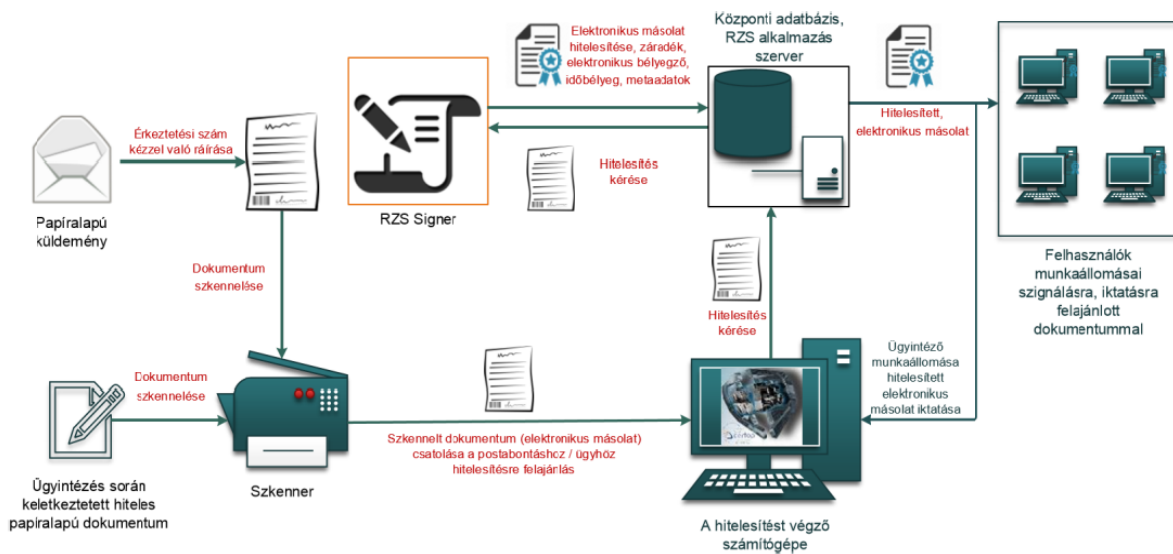 Elektronikus másolat
hitelesítése, záradék,
elektronikus bélyegző,
időbélyeg, metaadatok
Központi adatbázis,
RZS alkalmazás
szerver
Érkeztetési szám
kézzel való ráírása
Hitelesített,
elektronikus másolat
Hitelesítés
kérése
Papíralapú
küldemény
RZS Signer
Dokumentum
szkennelése
Hitelesítés
kérése
Felhasználók
munkaállomásai
szignálásra, iktatásra
felajánlott
dokumentummal
Ügyintéző
munkaállomása
hitelesített
elektronikus
másolat iktatása
Dokumentum
szkennelése
Szkennelt dokumentum (elektronikus másolat)
csatolása a postabontáshoz / ügyhöz
hitelesítésre felajánlás
Ügyintézés során
keletkeztetett hiteles
papiralapú dokumentum
Szkenner
A hitelesítést végző
számítógépe